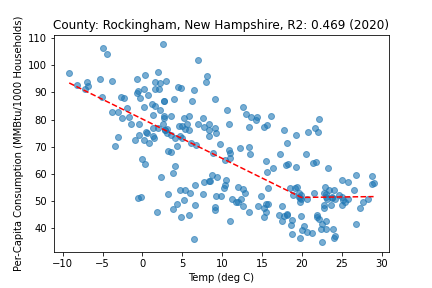 County: Rockingham, New Hampshire, R2: 0.469 (2020)
Per-Capita Consumption (MMBtu/1000 Households)
110
100
90
80
70
60
50
40
−10 −5 0 5 10 15 20 25 30
Temp (deg C)